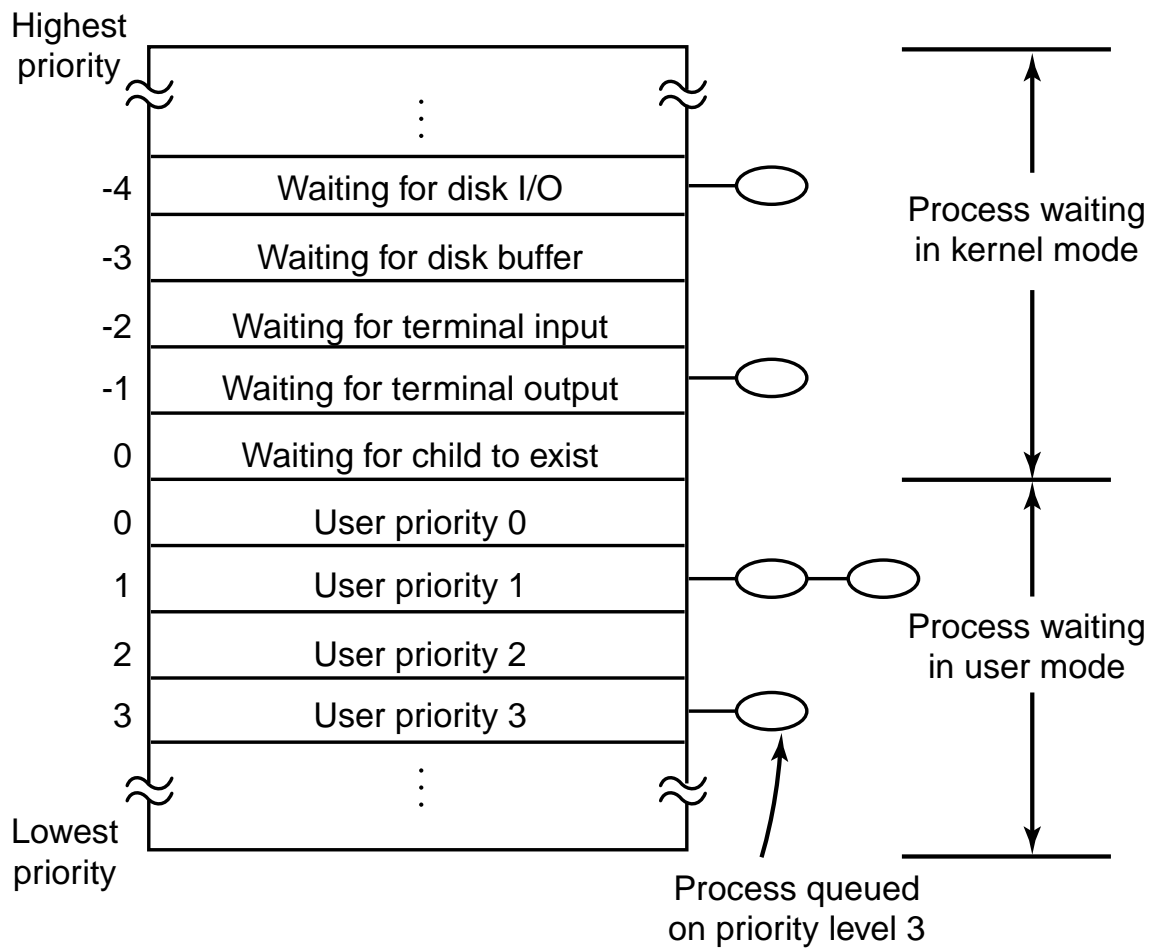 Highest
priority
⋮
-4 Waiting for disk I/O
-3 Waiting for disk buffer
-2 Waiting for terminal input
-1 Waiting for terminal output
0 Waiting for child to exist
0 User priority 0
1 User priority 1
2 User priority 2
3 User priority 3
⋮
Lowest
priority
Process waiting
in kernel mode
Process waiting
in user mode
Process queued
on priority level 3